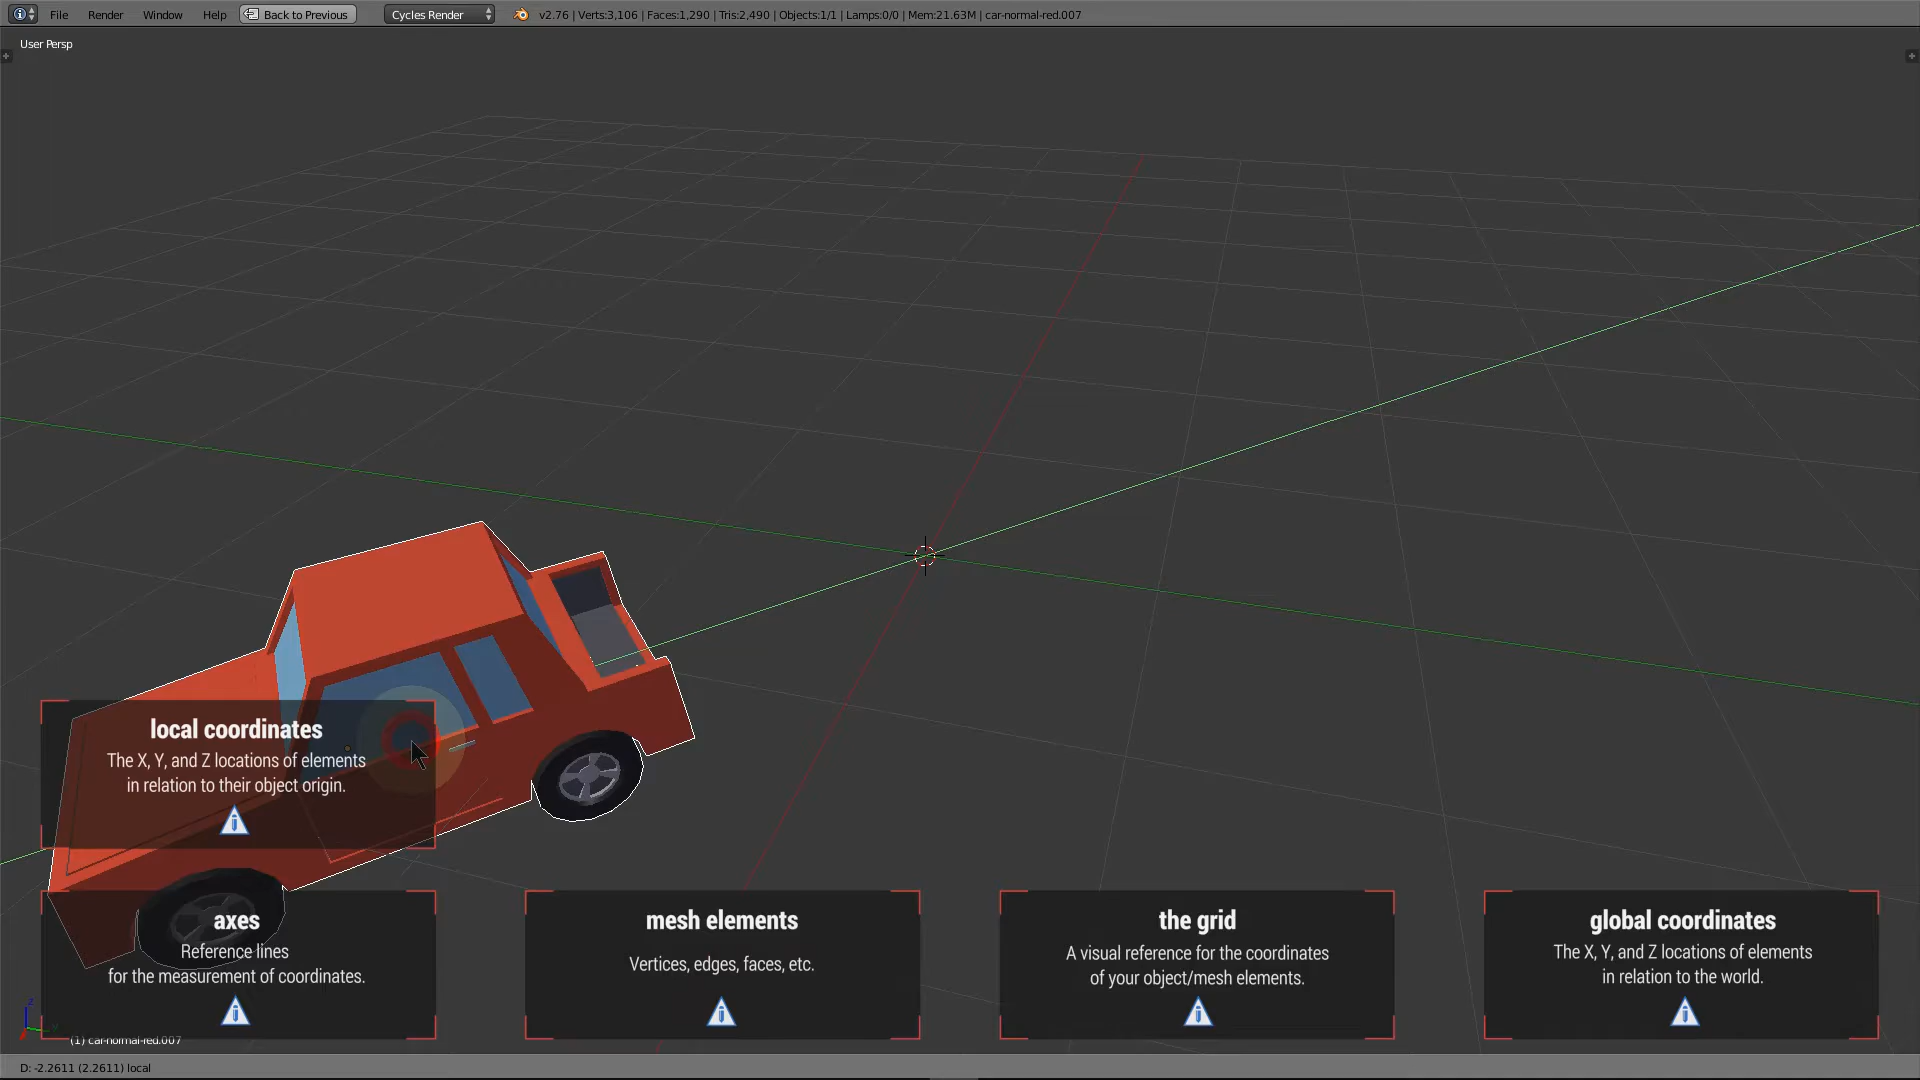 File Render Window Help Back to Previous Cycles Render v2.76 | Verts:3,106 | Faces:1,290 | Tris:2,490 | Objects:1/1 | Lamps:0/0 | Mem:21.63M | car-normal-red.007
User Persp
local coordinates
The X, Y, and Z locations of elements
in relation to their object origin.
axes
Reference lines
for the measurement of coordinates.
mesh elements
Vertices, edges, faces, etc.
the grid
A visual reference for the coordinates
of your object/mesh elements.
global coordinates
The X, Y, and Z locations of elements
in relation to the world.
z
y
(1) car-normal-red.007
D: -2.2611 (2.2611) local